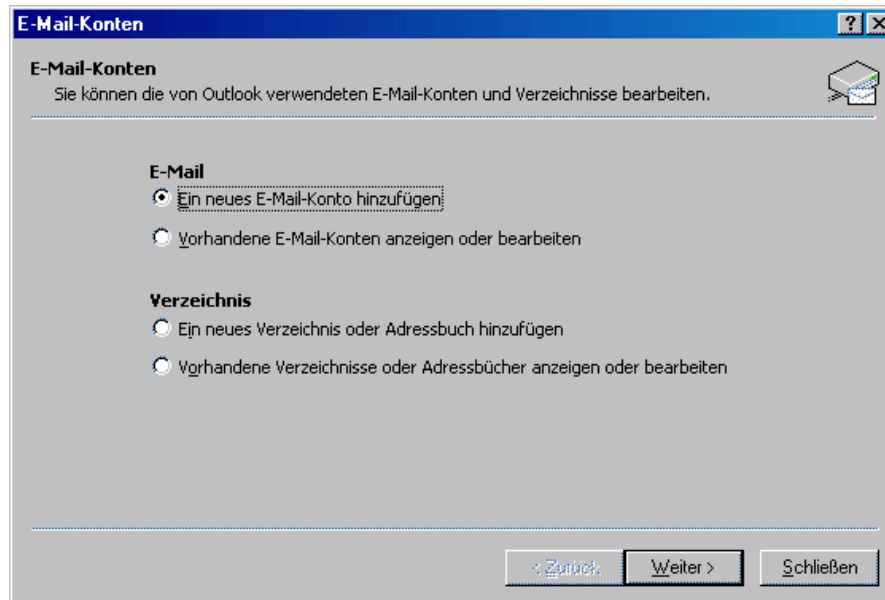 E-Mail-Konten
E-Mail-Konten
Sie können die von Outlook verwendeten E-Mail-Konten und Verzeichnisse bearbeiten.
E-Mail
Ein neues E-Mail-Konto hinzufügen
Vorhandene E-Mail-Konten anzeigen oder bearbeiten
Verzeichnis
Ein neues Verzeichnis oder Adressbuch hinzufügen
Vorhandene Verzeichnisse oder Adressbücher anzeigen oder bearbeiten
< Zurück Weiter > Schließen